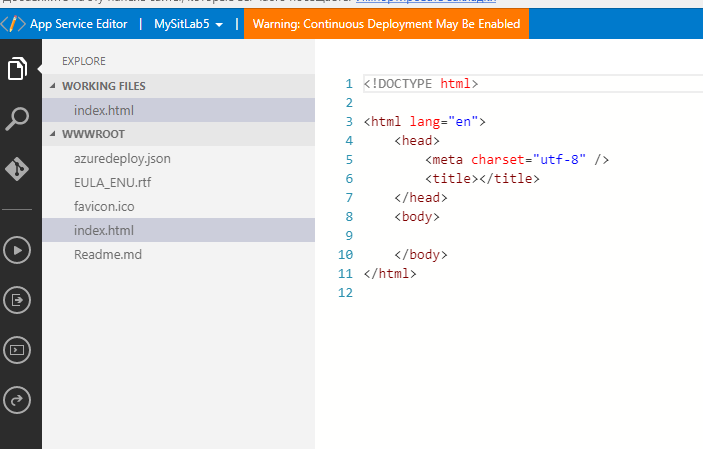 </> App Service Editor | MySitLab5 | Warning: Continuous Deployment May Be Enabled
EXPLORE
WORKING FILES
index.html
WWWROOT
azuredeploy.json
EULA_ENU.rtf
favicon.ico
index.html
Readme.md
1 <!DOCTYPE html>
2
3 <html lang="en">
4 <head>
5 <meta charset="utf-8" />
6 <title></title>
7 </head>
8 <body>
9
10 </body>
11 </html>
12